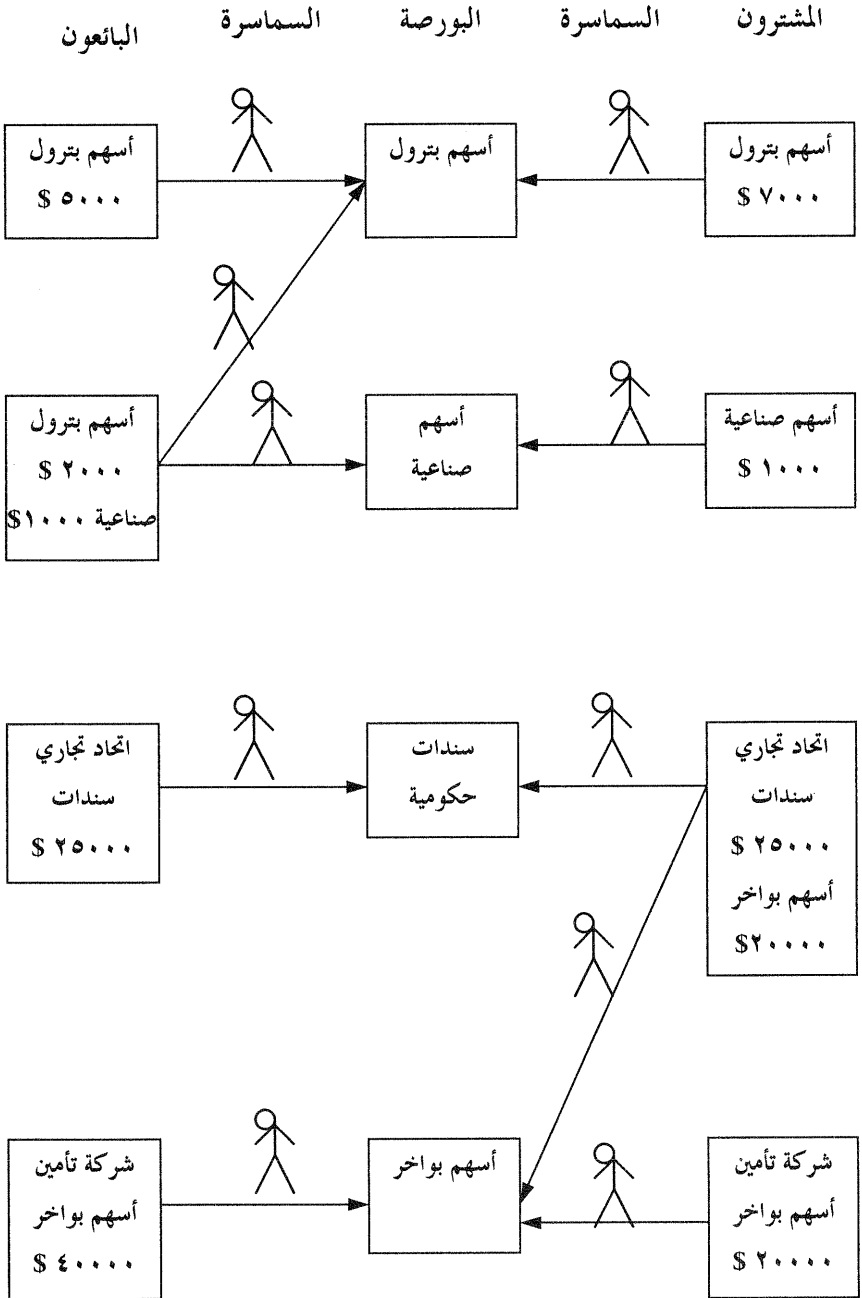 المشترون
السماسرة
البورصة
السماسرة
البائعون
أسهم بترول
٧٠٠٠ $
أسهم بترول
أسهم بترول
٥٠٠٠ $
أسهم صناعية
١٠٠٠ $
أسهم
صناعية
أسهم بترول
٢٠٠٠ $
صناعية ١٠٠٠$
اتحاد تجاري
سندات
٢٥٠٠٠ $
أسهم بواخر
٢٠٠٠٠$
سندات
حكومية
اتحاد تجاري
سندات
٢٥٠٠٠ $
شركة تأمين
أسهم بواخر
٢٠٠٠٠ $
أسهم بواخر
شركة تأمين
أسهم بواخر
٤٠٠٠٠ $